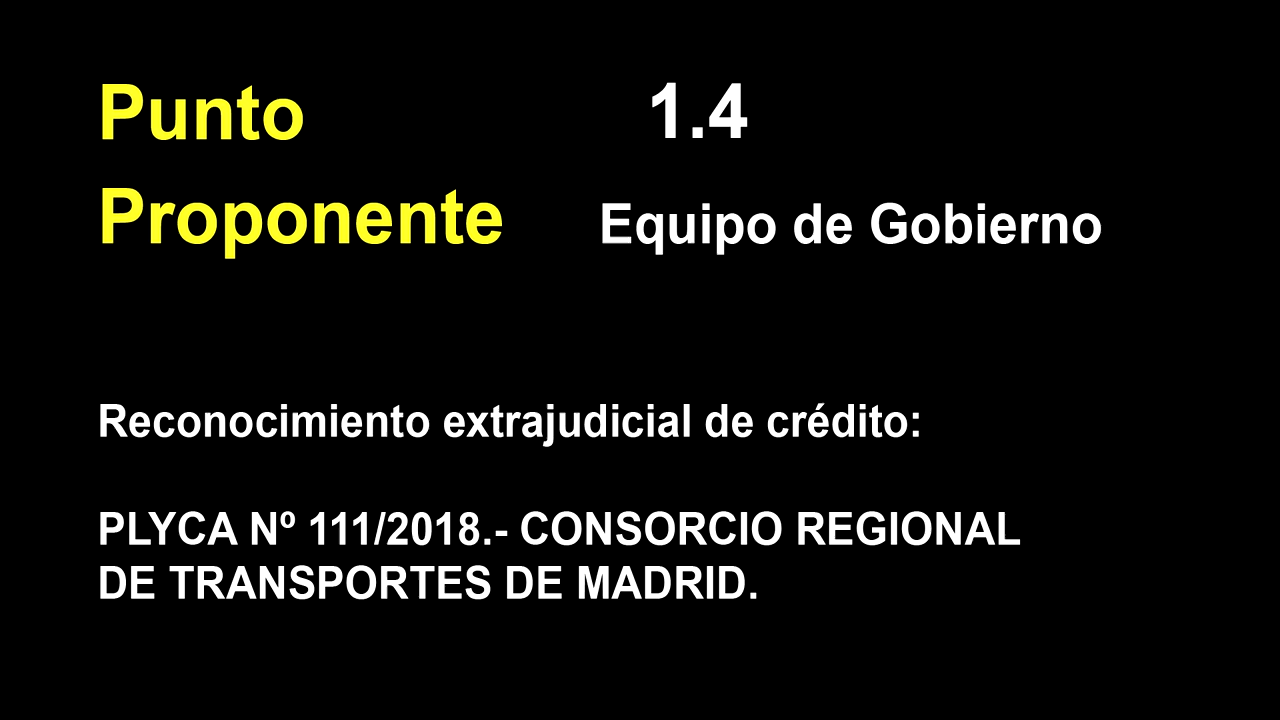 Punto 1.4
Proponente Equipo de Gobierno
Reconocimiento extrajudicial de crédito:
PLYCA Nº 111/2018.- CONSORCIO REGIONAL
DE TRANSPORTES DE MADRID.